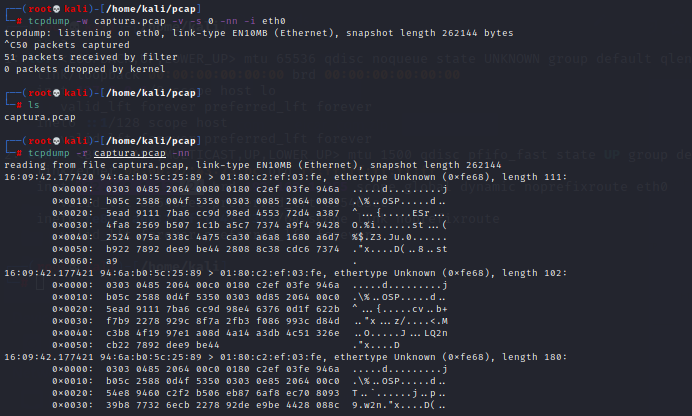 ┌──(root💀kali)-[/home/kali/pcap]
└─# tcpdump -w captura.pcap -v -s 0 -nn -i eth0
tcpdump: listening on eth0, link-type EN10MB (Ethernet), snapshot length 262144 bytes
^C50 packets captured
51 packets received by filter
0 packets dropped by kernel
┌──(root💀kali)-[/home/kali/pcap]
└─# ls
captura.pcap
┌──(root💀kali)-[/home/kali/pcap]
└─# tcpdump -r captura.pcap -nn
reading from file captura.pcap, link-type EN10MB (Ethernet), snapshot length 262144
16:09:42.177420 94:6a:b0:5c:25:89 > 01:80:c2:ef:03:fe, ethertype Unknown (0×fe68), length 111:
0×0000: 0303 0485 2064 0080 0180 c2ef 03fe 946a .....d.........j
0×0010: b05c 2588 004f 5350 0303 0085 2064 0080 .\%..OSP.....d..
0×0020: 5ead 9111 7ba6 cc9d 98ed 4553 72d4 a387 ^...{.....ESr...
0×0030: 4fa8 2569 b507 1c1b a5c7 7374 a9f4 9428 O.%i......st...(
0×0040: 2524 075a 338c 4a75 ca30 a6a8 1680 a6d7 %$.Z3.Ju.0......
0×0050: b922 7892 dee9 be44 2808 8c38 cdc6 7374 ."x....D(..8..st
0×0060: a9 .
16:09:42.177421 94:6a:b0:5c:25:89 > 01:80:c2:ef:03:fe, ethertype Unknown (0×fe68), length 102:
0×0000: 0303 0485 2064 00c0 0180 c2ef 03fe 946a .....d.........j
0×0010: b05c 2588 0d4f 5350 0303 0d85 2064 00c0 .\%..OSP.....d..
0×0020: 5ead 9111 7ba6 cc9d 98e4 6376 0d1f 622b ^...{.....cv..b+
0×0030: f7b9 2278 929c 8f7a 2fb3 f086 993c d84d .."x...z/....<.M
0×0040: c3b8 4f19 97e1 a08d 4a14 a3db 4c51 326e ..O.....J...LQ2n
0×0050: cb22 7892 dee9 be44 ."x....D
16:09:42.177421 94:6a:b0:5c:25:89 > 01:80:c2:ef:03:fe, ethertype Unknown (0×fe68), length 180:
0×0000: 0303 0485 2064 00c0 0180 c2ef 03fe 946a .....d.........j
0×0010: b05c 2588 0d4f 5350 0303 0e85 2064 00c0 .\%..OSP.....d..
0×0020: 54e8 9460 c2f2 b506 eb87 6af8 ec70 8093 T..`......j..p..
0×0030: 39b8 7732 6ecb 2278 92de e9be 4428 088c 9.w2n."x....D(..